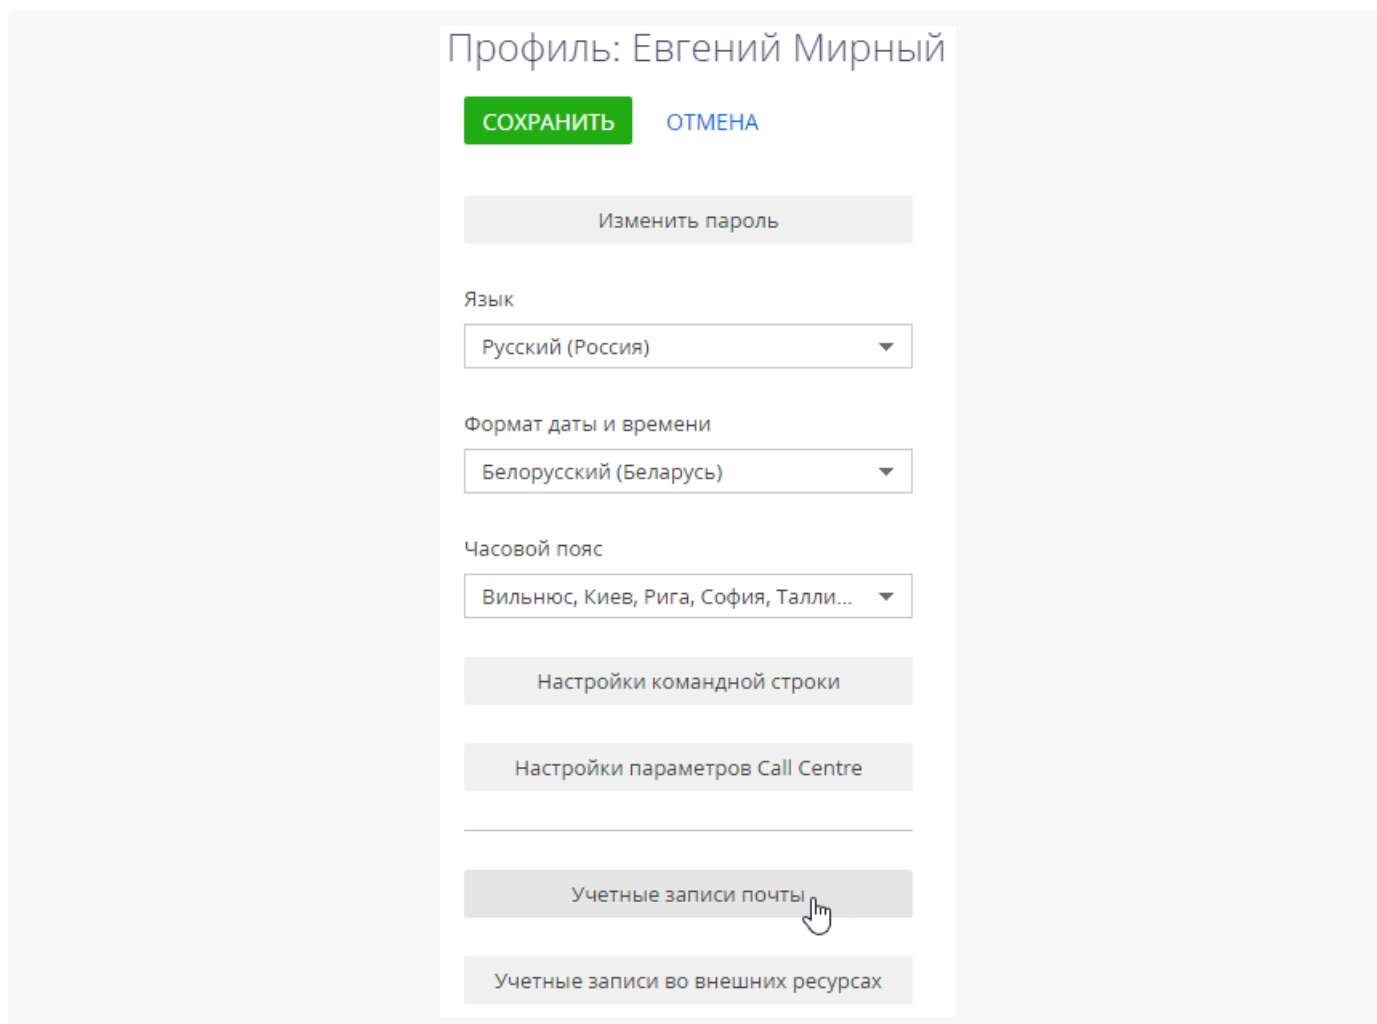 Профиль: Евгений Мирный
СОХРАНИТЬ ОТМЕНА
Изменить пароль
Язык
Русский (Россия)
Формат даты и времени
Белорусский (Беларусь)
Часовой пояс
Вильнюс, Киев, Рига, София, Талли...
Настройки командной строки
Настройки параметров Call Centre
Учетные записи почты
Учетные записи во внешних ресурсах